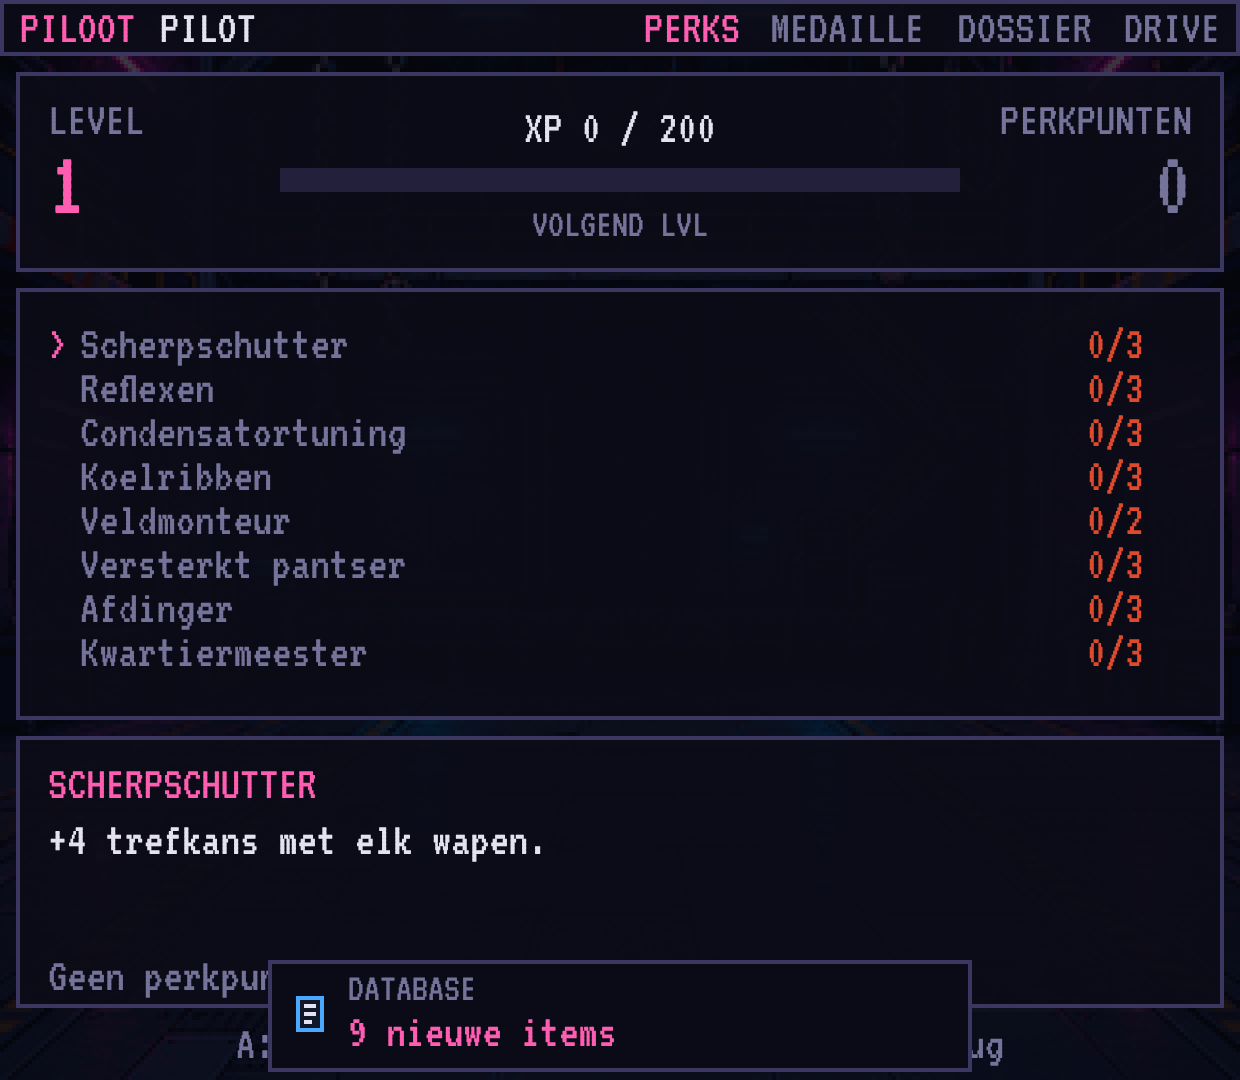 PILOOT PILOT PERKS MEDAILLE DOSSIER DRIVE
LEVEL XP 0 / 200 PERKPUNTEN
1 0
VOLGEND LVL
❯ Scherpschutter 0/3
Reflexen 0/3
Condensatortuning 0/3
Koelribben 0/3
Veldmonteur 0/2
Versterkt pantser 0/3
Afdinger 0/3
Kwartiermeester 0/3
SCHERPSCHUTTER
+4 trefkans met elk wapen.
Geen
DATABASE
9 nieuwe items
A: